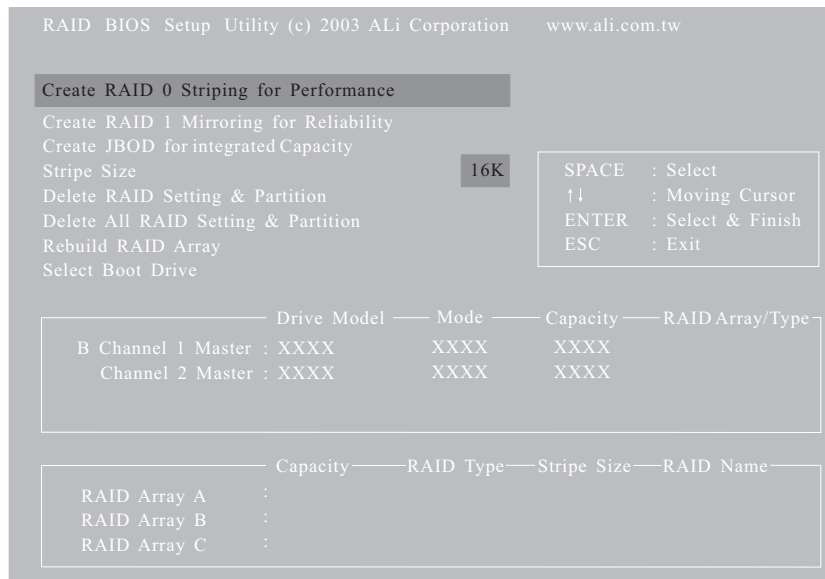 RAID BIOS Setup Utility (c) 2003 ALi Corporation www.ali.com.tw
Create RAID 0 Striping for Performance
Create RAID 1 Mirroring for Reliability
Create JBOD for integrated Capacity
Stripe Size 16K
Delete RAID Setting & Partition
Delete All RAID Setting & Partition
Rebuild RAID Array
Select Boot Drive
SPACE : Select
↑↓ : Moving Cursor
ENTER : Select & Finish
ESC : Exit
Drive Model Mode Capacity RAID Array/Type
B Channel 1 Master : XXXX XXXX XXXX
Channel 2 Master : XXXX XXXX XXXX
Capacity RAID Type Stripe Size RAID Name
RAID Array A :
RAID Array B :
RAID Array C :